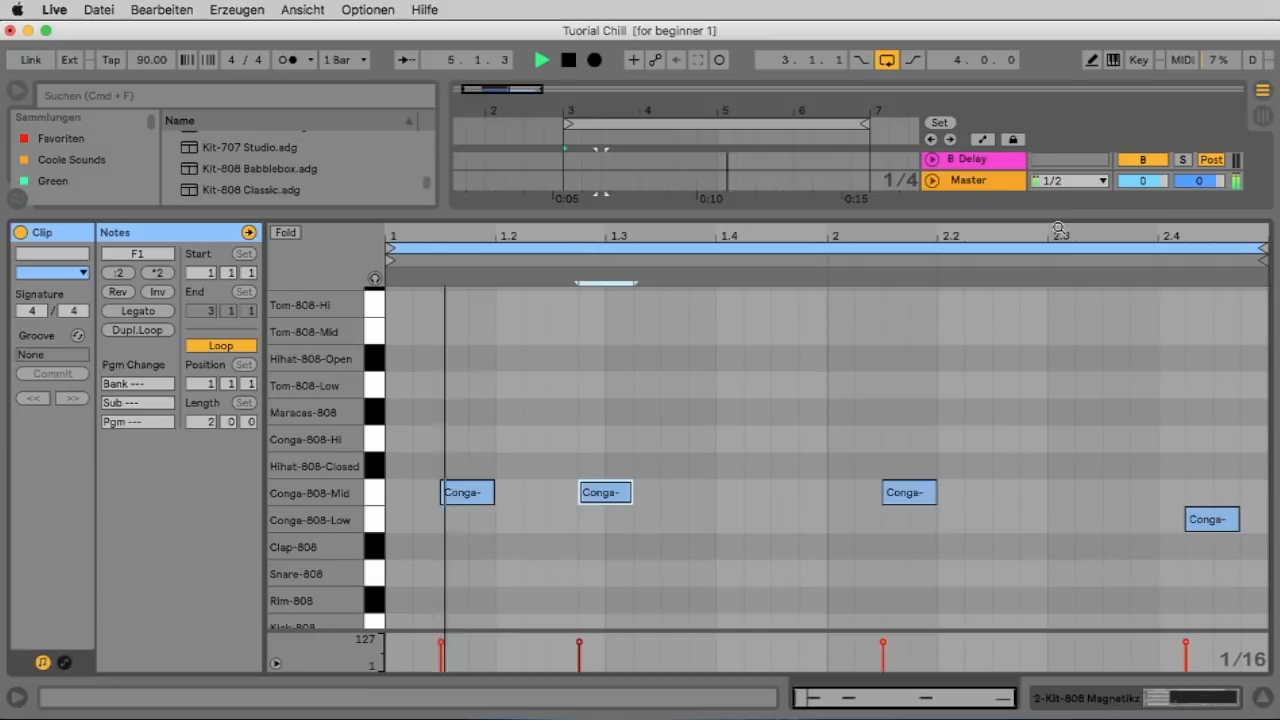 Live Datei Bearbeiten Erzeugen Ansicht Optionen Hilfe
Tuorial Chill [for beginner 1]
Link Ext Tap 90.00 4 / 4 1 Bar 5. 1. 3 3. 1. 1 4. 0. 0 Key MIDI 7 % D
Suchen (Cmd + F)
Sammlungen
Favoriten
Coole Sounds
Green
Name
Kit-707 Studio.adg
Kit-808 Babblebox.adg
Kit-808 Classic.adg
2 3 4 5 6 7
Set
B Delay B S Post
1/4 Master 1/2 0 0
0:05 0:10 0:15
Clip Notes Fold
F1 Start Set
:2 *2 1 1 1
Signature Rev Inv End Set
4 / 4 Legato 3 1 1
Groove Dupl.Loop
None Loop
Commit Pgm Change Position Set
<< >> Bank --- 1 1 1
Sub --- Length Set
Pgm --- 2 0 0
1 1.2 1.3 1.4 2 2.2 2.3 2.4
Tom-808-Hi
Tom-808-Mid
Hihat-808-Open
Tom-808-Low
Maracas-808
Conga-808-Hi
Hihat-808-Closed
Conga-808-Mid Conga- Conga- Conga-
Conga-808-Low Conga-
Clap-808
Snare-808
Rim-808
Kick-808
127
1 1/16
2-Kit-808 Magnetikz